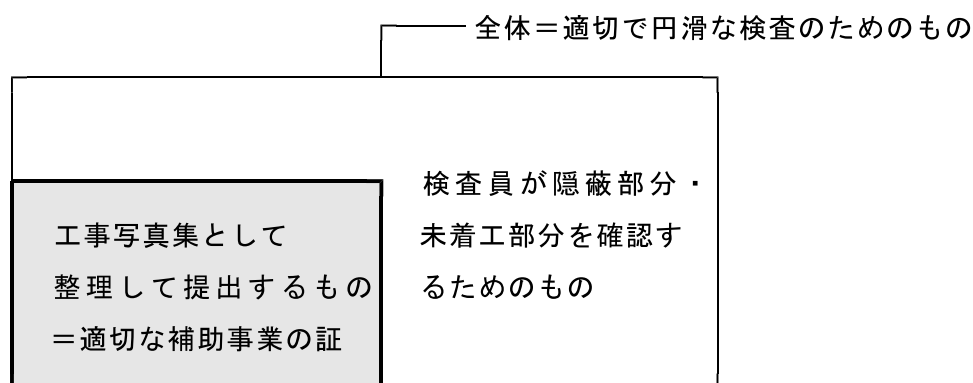 全体＝適切で円滑な検査のためのもの
工事写真集として
整理して提出するもの
＝適切な補助事業の証
検査員が隠蔽部分・
未着工部分を確認す
るためのもの